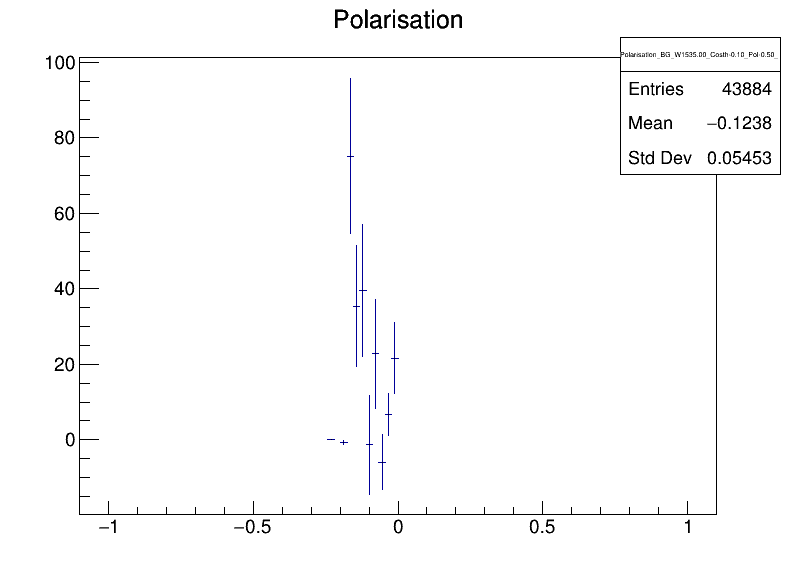 Polarisation
Polarisation_BG_W1535.00_Costh-0.10_Pol-0.50_
Entries 43884
Mean −0.1238
Std Dev 0.05453
100
80
60
40
20
0
−1 −0.5 0 0.5 1